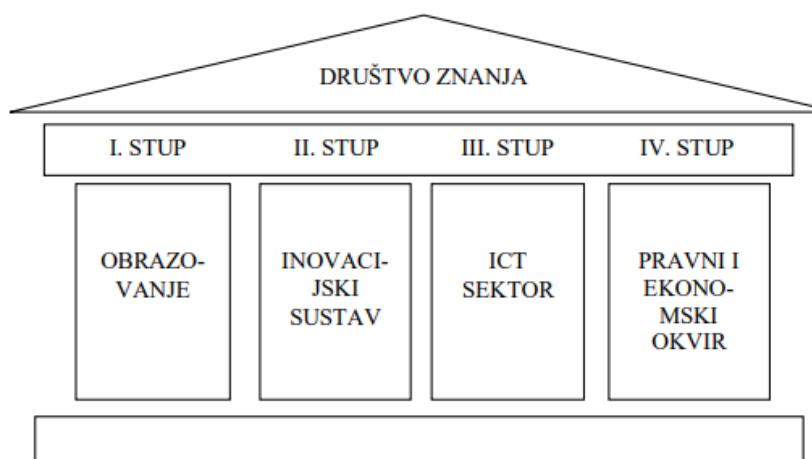 DRUŠTVO ZNANJA
I. STUP
II. STUP
III. STUP
IV. STUP
OBRAZO-
VANJE
INOVACI-
JSKI
SUSTAV
ICT
SEKTOR
PRAVNI I
EKONO-
MSKI
OKVIR